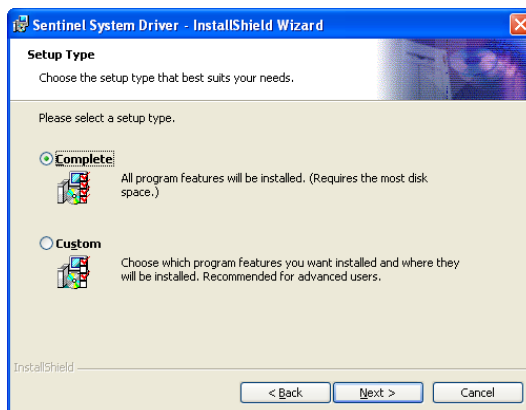 Sentinel System Driver - InstallShield Wizard
Setup Type
Choose the setup type that best suits your needs.
Please select a setup type.
Complete
All program features will be installed. (Requires the most disk
space.)
Custom
Choose which program features you want installed and where they
will be installed. Recommended for advanced users.
InstallShield
< Back
Next >
Cancel